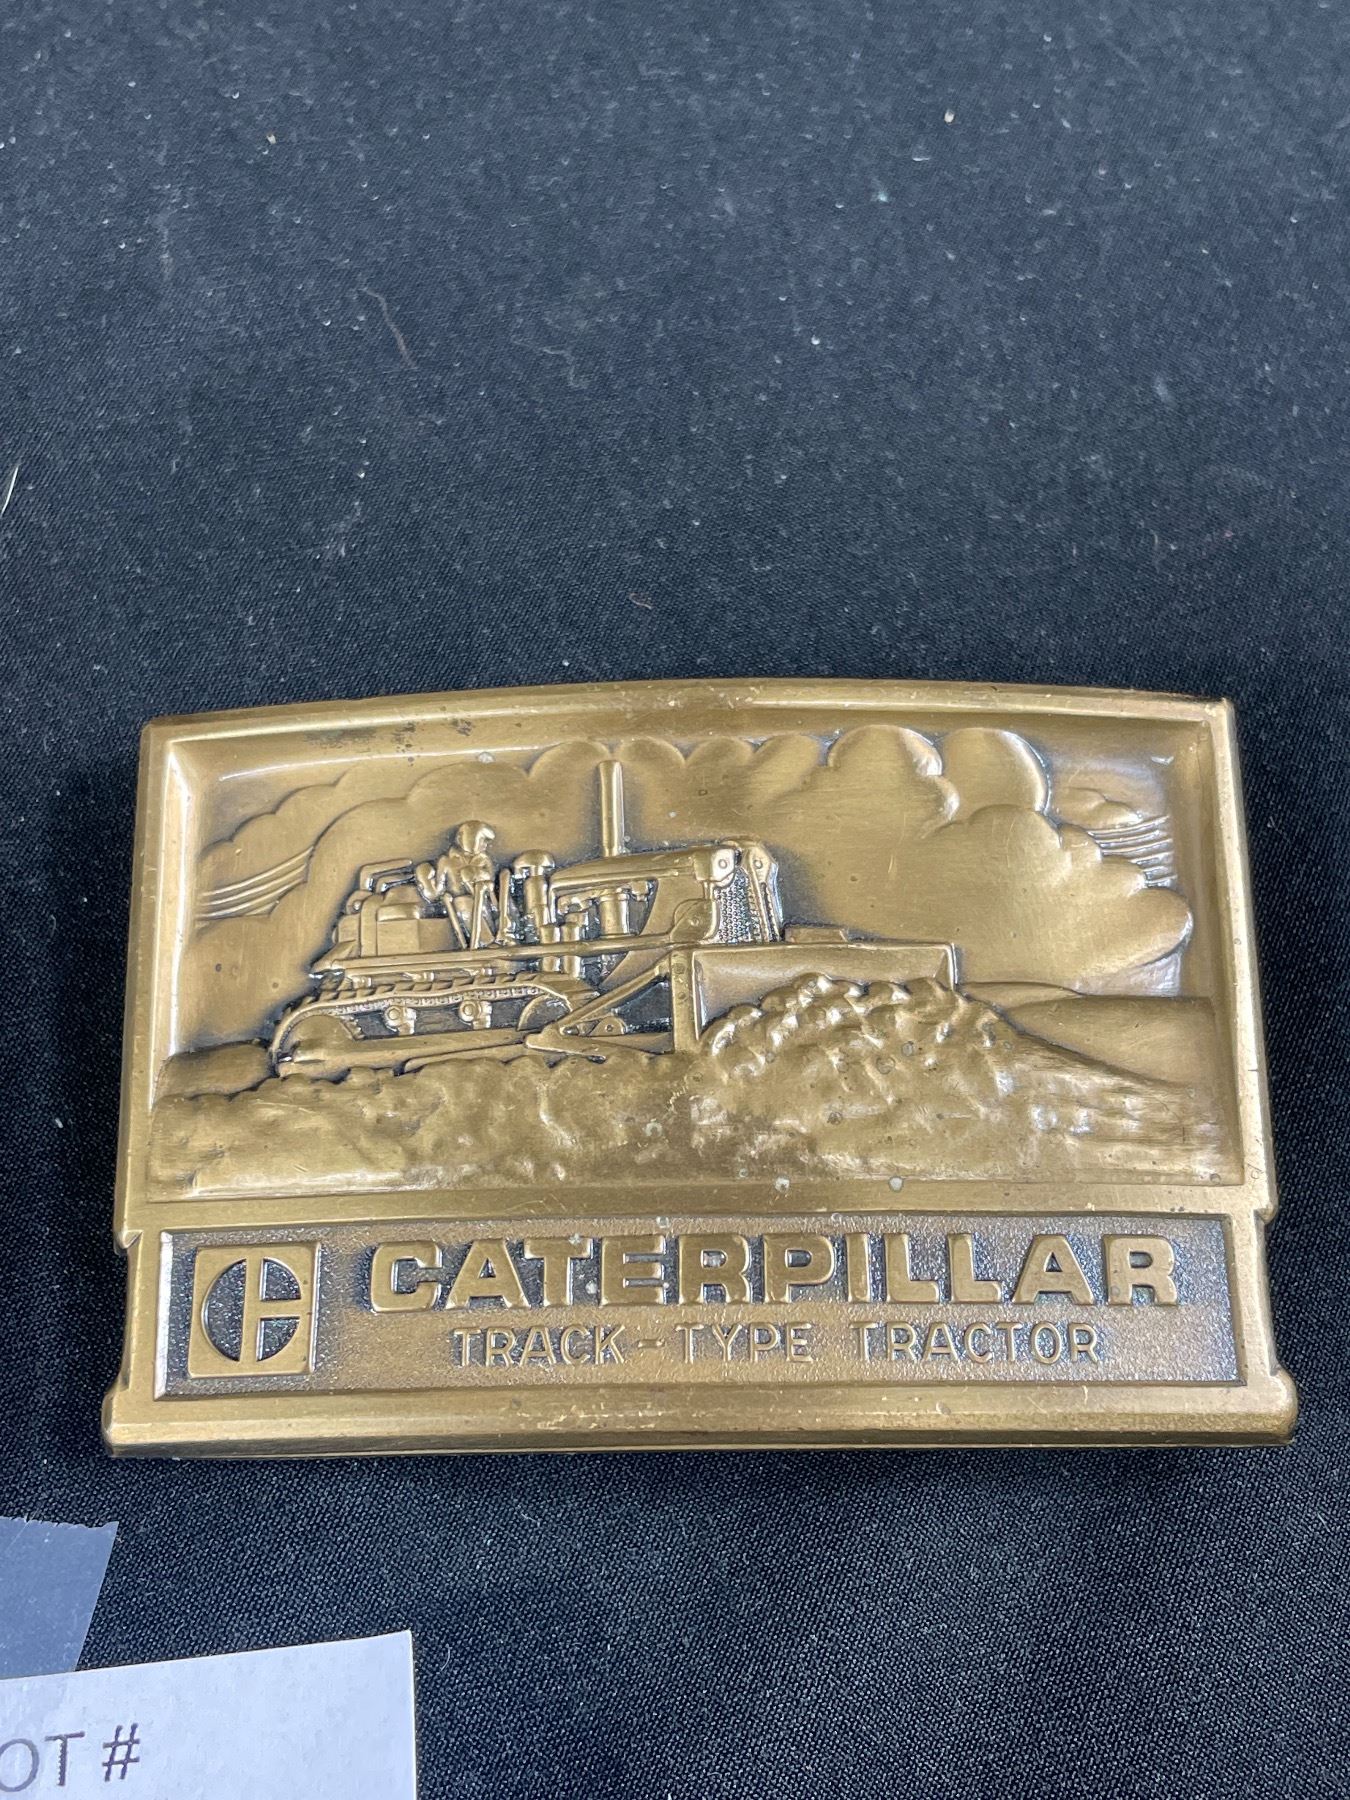 CATERPILLAR
TRACK-TYPE TRACTOR
OT #